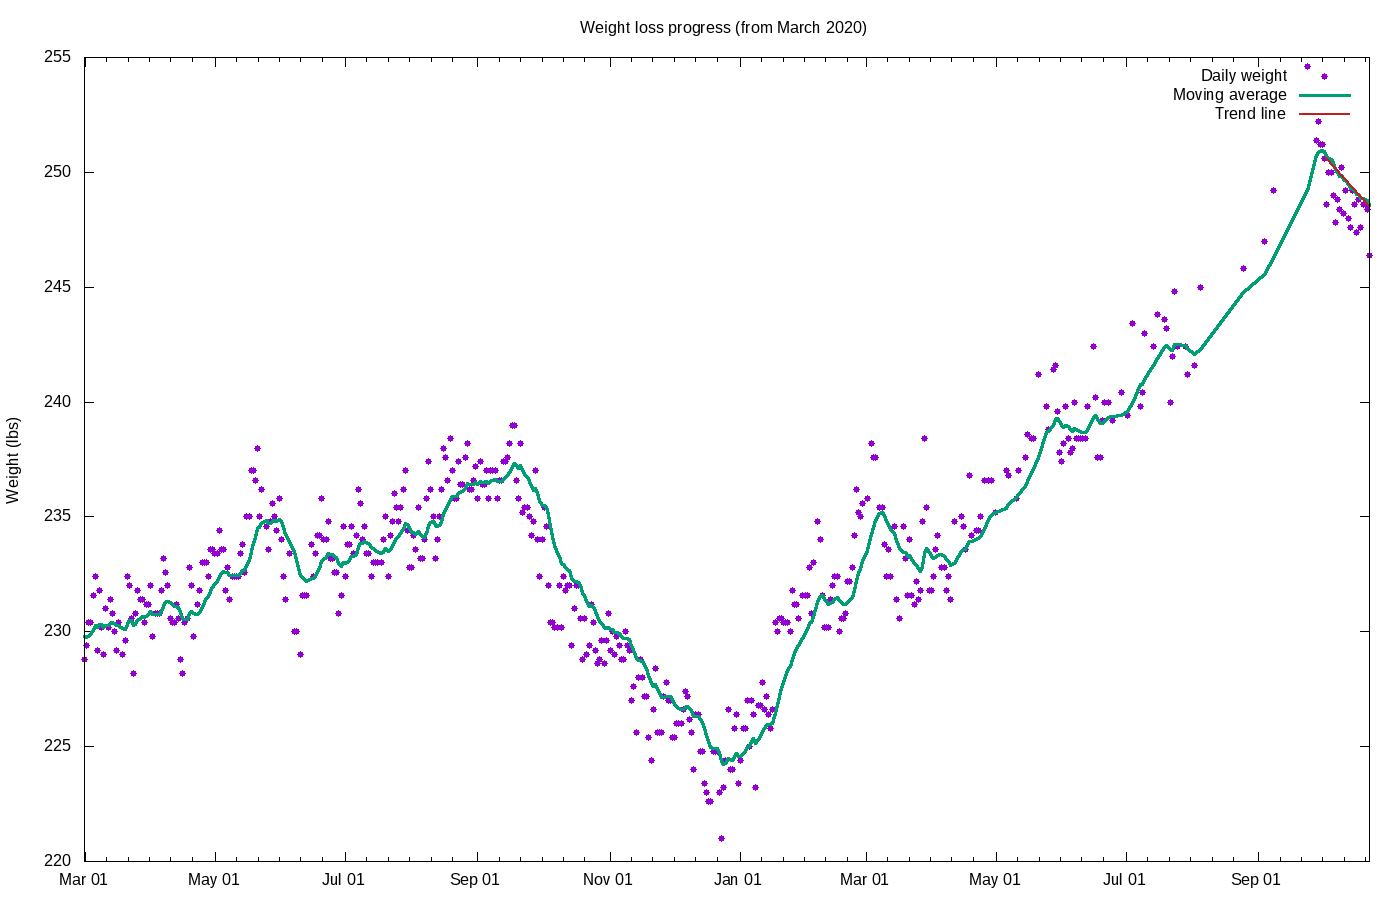 Weight loss progress (from March 2020)
255
250
245
240
235
230
225
220
Weight (lbs)
Daily weight
Moving average
Trend line
Mar 01 May 01 Jul 01 Sep 01 Nov 01 Jan 01 Mar 01 May 01 Jul 01 Sep 01